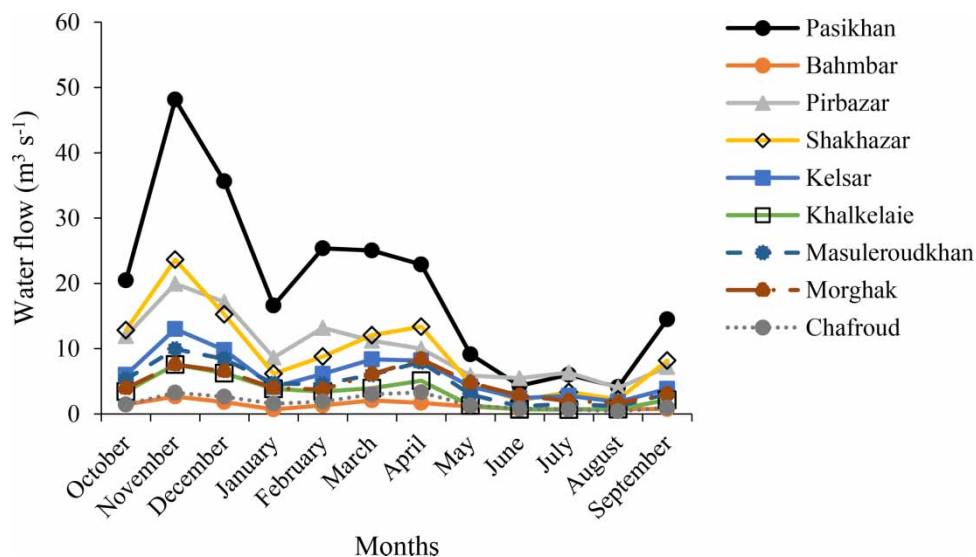 Water flow (m³ s⁻¹)
60
50
40
30
20
10
0
October
November
December
January
February
March
April
May
June
July
August
September
Months
Pasikhan
Bahmbar
Pirbazar
Shakhazar
Kelsar
Khalkelaie
Masuleroudkhan
Morghak
Chafroud